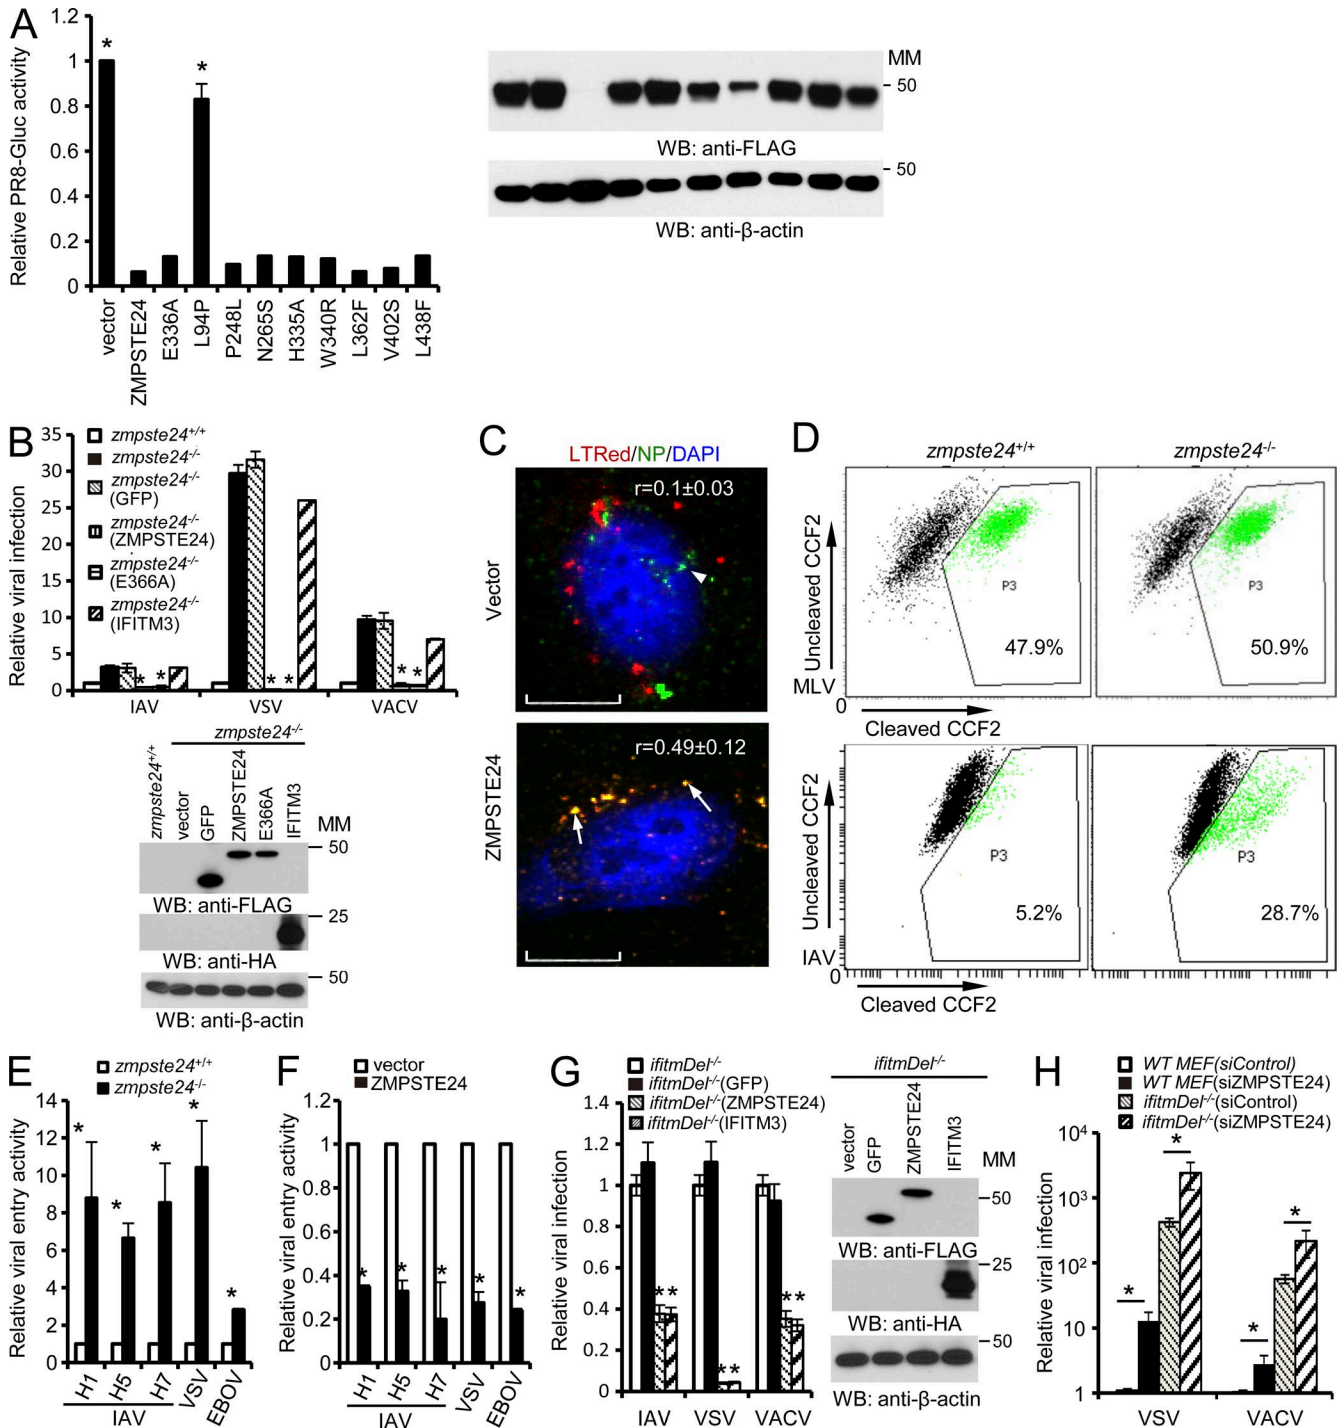 A
Relative PR8-Gluc activity
1.2
1
0.8
0.6
0.4
0.2
0
*
*
vector
ZMPSTE24
E336A
L94P
P248L
N265S
H335A
W340R
L362F
V402S
L438F
MM
50
WB: anti-FLAG
50
WB: anti-β-actin
B
Relative viral infection
35
30
25
20
15
10
5
0
zmpste24+/+
zmpste24-/-
zmpste24-/-
(GFP)
zmpste24-/-
(ZMPSTE24)
zmpste24-/-
(E366A)
zmpste24-/-
(IFITM3)
* *
* *
* *
IAV
VSV
VACV
zmpste24-/-
zmpste24+/+
vector
GFP
ZMPSTE24
E366A
IFITM3
MM
50
WB: anti-FLAG
25
WB: anti-HA
50
WB: anti-β-actin
C
LTRed/NP/DAPI
Vector
r=0.1±0.03
ZMPSTE24
r=0.49±0.12
D
zmpste24+/+
zmpste24-/-
Uncleaved CCF2
P3
47.9%
P3
50.9%
MLV
0
Cleaved CCF2
Uncleaved CCF2
P3
5.2%
P3
28.7%
IAV
0
Cleaved CCF2
E
zmpste24+/+
zmpste24-/-
Relative viral entry activity
14
12
10
8
6
4
2
0
*
*
*
*
*
H1
H5
H7
VSV
EBOV
IAV
F
vector
ZMPSTE24
Relative viral entry activity
1.2
1
0.8
0.6
0.4
0.2
0
*
*
*
*
*
H1
H5
H7
VSV
EBOV
IAV
G
ifitmDel-/-
ifitmDel-/-(GFP)
ifitmDel-/-(ZMPSTE24)
ifitmDel-/-(IFITM3)
Relative viral infection
1.4
1.2
1
0.8
0.6
0.4
0.2
0
**
**
**
IAV
VSV
VACV
ifitmDel-/-
vector
GFP
ZMPSTE24
IFITM3
MM
50
WB: anti-FLAG
25
WB: anti-HA
50
WB: anti-β-actin
H
WT MEF(siControl)
WT MEF(siZMPSTE24)
ifitmDel-/-(siControl)
ifitmDel-/-(siZMPSTE24)
Relative viral infection
10^4
10^3
10^2
10
1
*
*
*
*
VSV
VACV